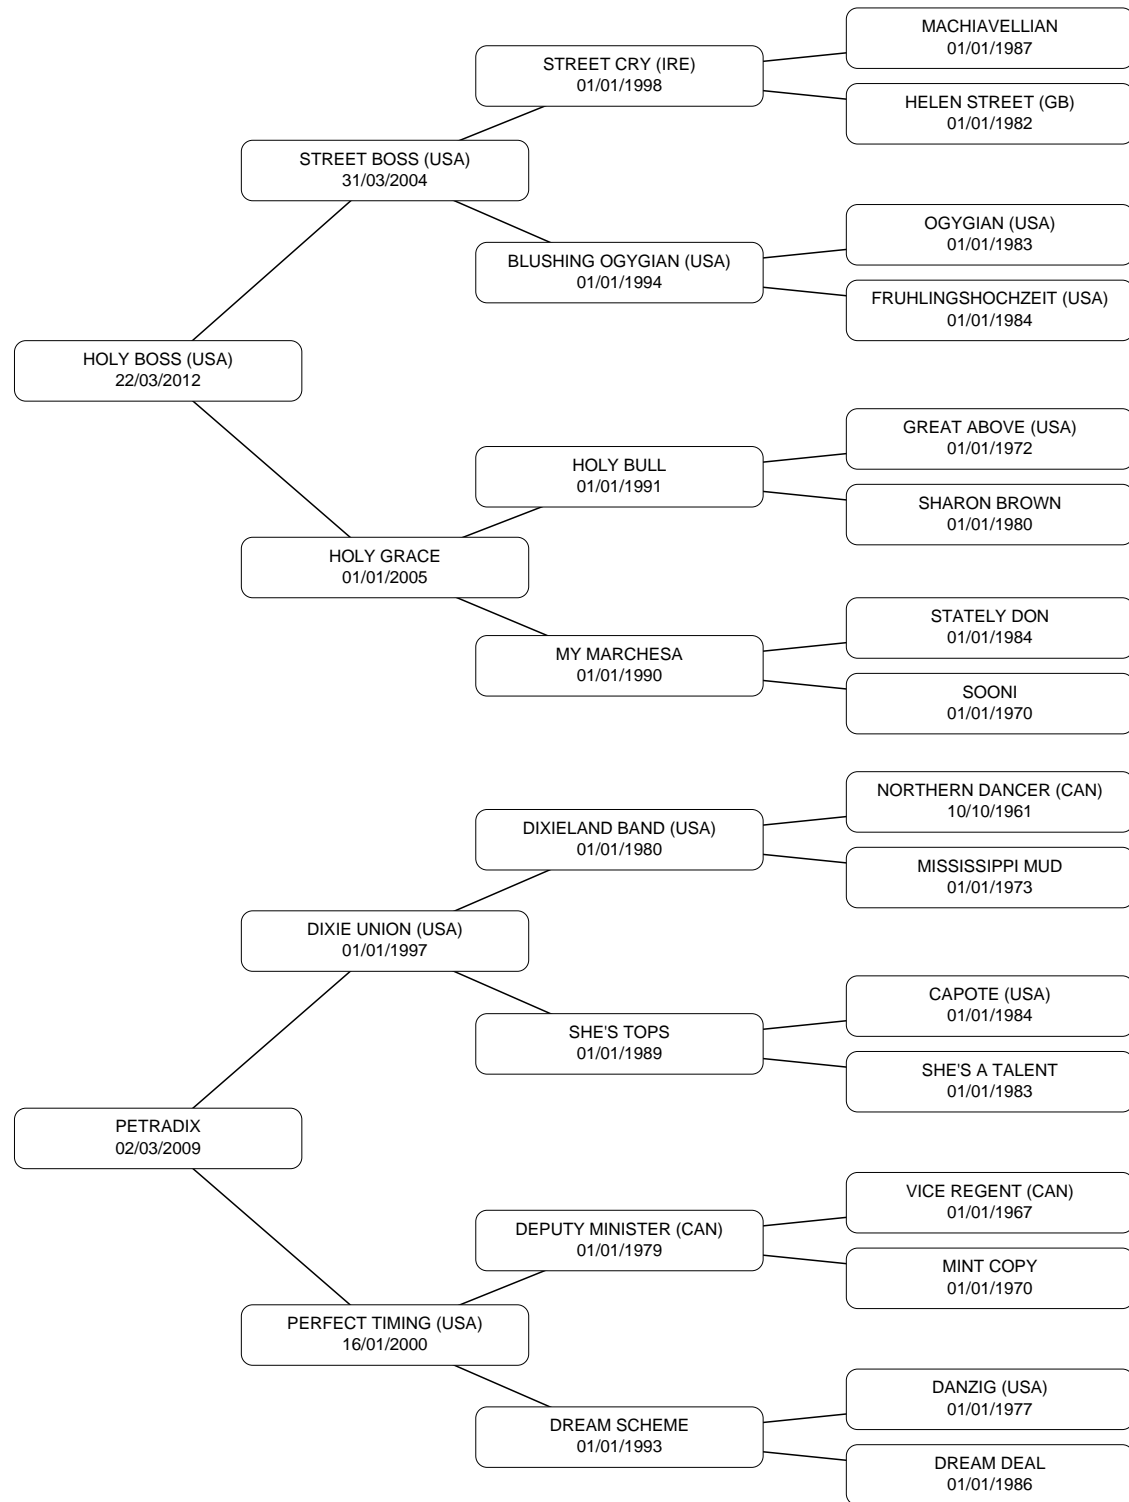 MACHIAVELLIAN
01/01/1987
STREET CRY (IRE)
01/01/1998
HELEN STREET (GB)
01/01/1982
STREET BOSS (USA)
31/03/2004
OGYGIAN (USA)
01/01/1983
BLUSHING OGYGIAN (USA)
01/01/1994
FRUHLINGSHOCHZEIT (USA)
01/01/1984
HOLY BOSS (USA)
22/03/2012
GREAT ABOVE (USA)
01/01/1972
HOLY BULL
01/01/1991
SHARON BROWN
01/01/1980
HOLY GRACE
01/01/2005
STATELY DON
01/01/1984
MY MARCHESA
01/01/1990
SOONI
01/01/1970
NORTHERN DANCER (CAN)
10/10/1961
DIXIELAND BAND (USA)
01/01/1980
MISSISSIPPI MUD
01/01/1973
DIXIE UNION (USA)
01/01/1997
CAPOTE (USA)
01/01/1984
SHE'S TOPS
01/01/1989
SHE'S A TALENT
01/01/1983
PETRADIX
02/03/2009
VICE REGENT (CAN)
01/01/1967
DEPUTY MINISTER (CAN)
01/01/1979
MINT COPY
01/01/1970
PERFECT TIMING (USA)
16/01/2000
DANZIG (USA)
01/01/1977
DREAM SCHEME
01/01/1993
DREAM DEAL
01/01/1986